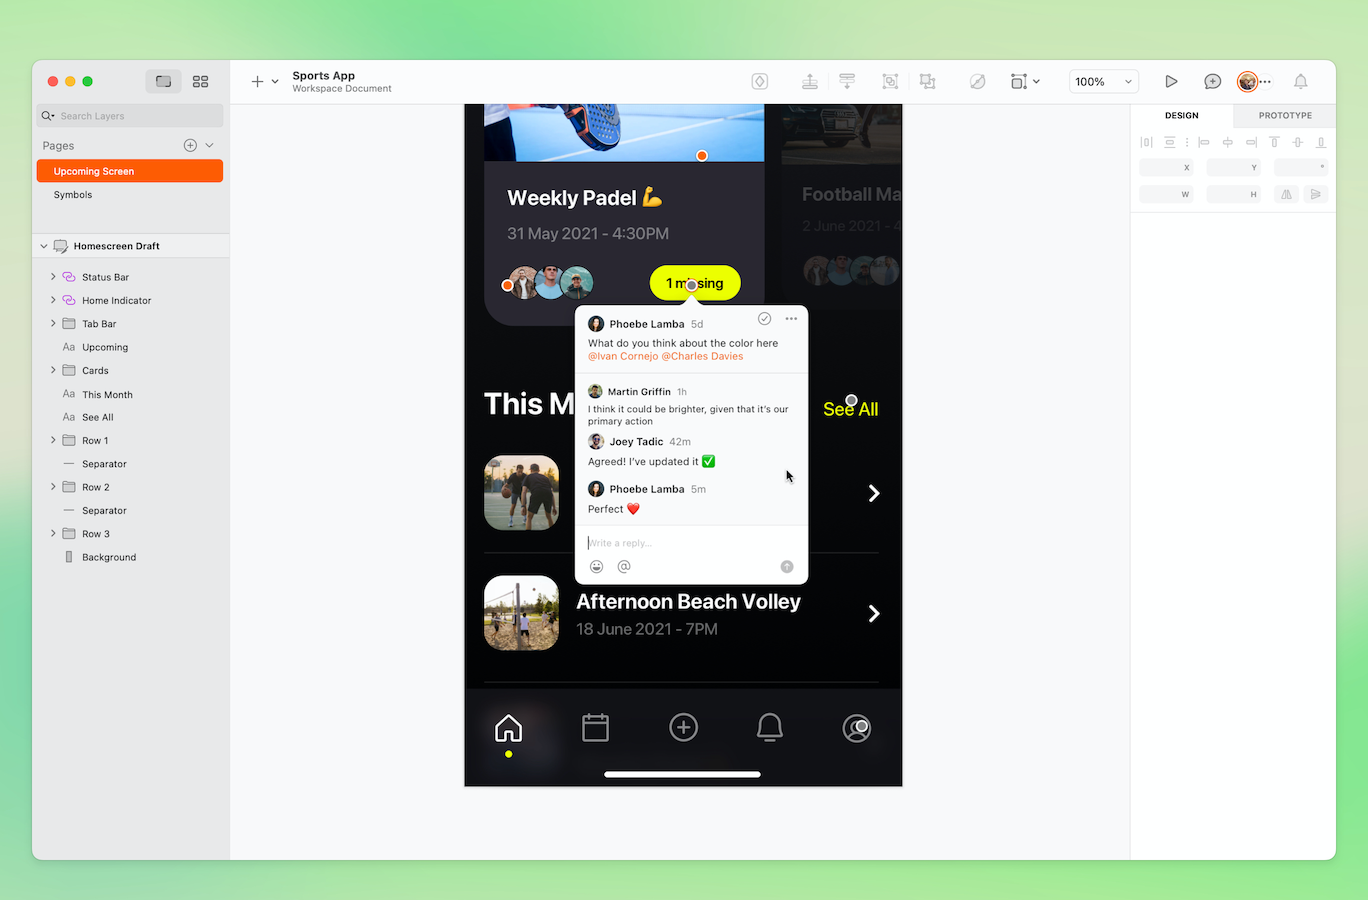 Sports App
Workspace Document
100%
Search Layers
Pages
Upcoming Screen
Symbols
Homescreen Draft
Status Bar
Home Indicator
Tab Bar
Aa Upcoming
Cards
Aa This Month
Aa See All
Row 1
Separator
Row 2
Separator
Row 3
Background
Weekly Padel 💪
31 May 2021 - 4:30PM
Football Ma
2 June 2021 - 4
Phoebe Lamba 5d
What do you think about the color here
@Ivan Cornejo @Charles Davies
Martin Griffin 1h
I think it could be brighter, given that it's our
primary action
Joey Tadic 42m
Agreed! I've updated it ✅
Phoebe Lamba 5m
Perfect ❤️
Write a reply...
@
This M
See All
Afternoon Beach Volley
18 June 2021 - 7PM
DESIGN
PROTOTYPE
X
Y
°
W
H